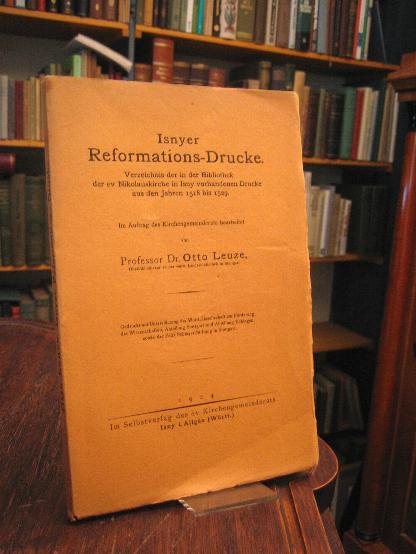 Isnyer
Reformations-Drucke.
Verzeichnis der in der Bibliothek
der ev. Nikolauskirche in Isny vorhandenen Drucke
aus den Jahren 1518 bis 1529.
Im Auftrag des Kirchengemeinderats bearbeitet
von
Professor Dr. Otto Leuze,
1924
Im Selbstverlag des ev. Kirchengemeinderats
Isny i. Allgäu (Württ.)